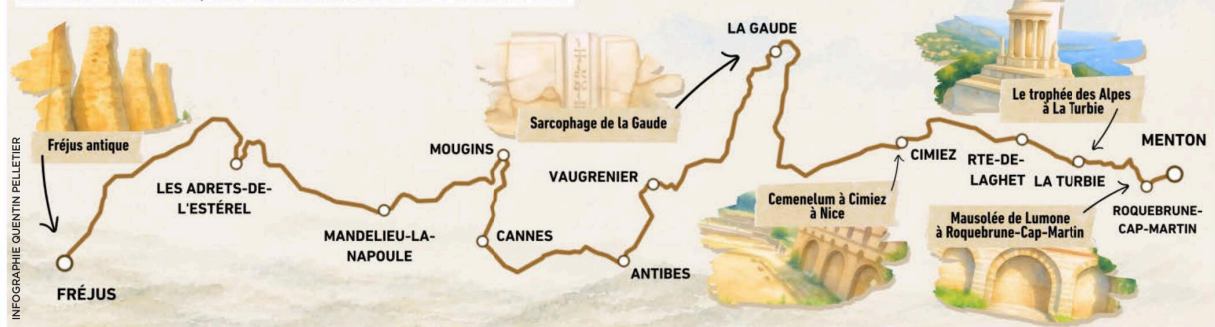 LA GAUDE
Sarcophage de la Gaude
Le trophée des Alpes
à La Turbie
Fréjus antique
MOUGINS
CIMIEZ
MENTON
VAUGRENIER
RTE-DE-
LAGHET
LA TURBIE
LES ADRETS-DE-
L'ESTÉREL
Cemenelum à Cimiez
à Nice
Mausolée de Lumone
à Roquebrune-Cap-Martin
ROQUEBRUNE-
CAP-MARTIN
MANDELIEU-LA-
NAPOULE
CANNES
ANTIBES
FRÉJUS
INFOGRAPHIE QUENTIN PELLETIER